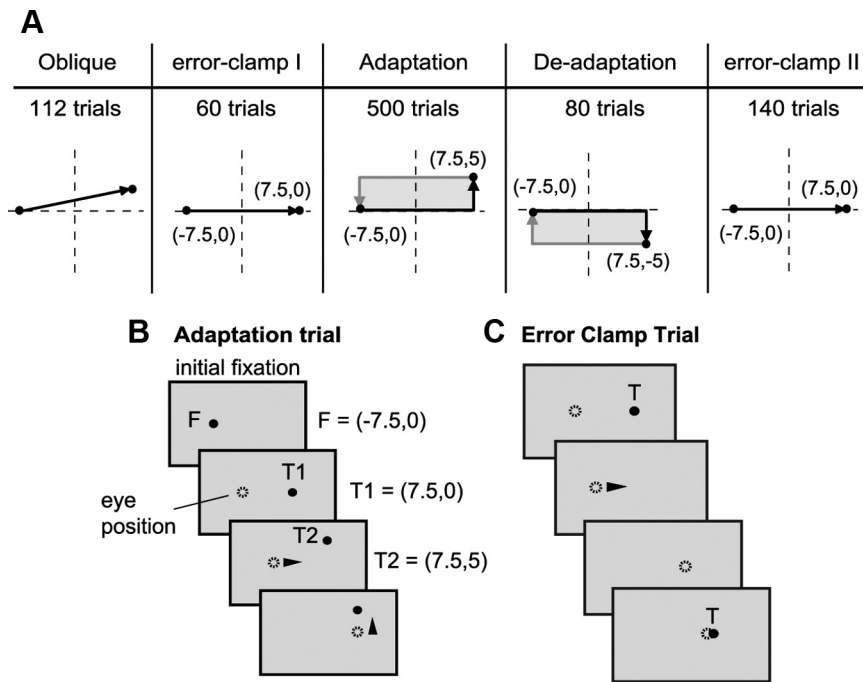 A
Oblique error-clamp I Adaptation De-adaptation error-clamp II
112 trials 60 trials 500 trials 80 trials 140 trials
(7.5,5)
(7.5,0) (-7.5,0) (7.5,0)
(-7.5,0) (-7.5,0) (-7.5,0)
(7.5,-5)
B Adaptation trial
initial fixation
F F = (-7.5,0)
T1
T1 = (7.5,0)
eye
position
T2
T2 = (7.5,5)
C Error Clamp Trial
T
T